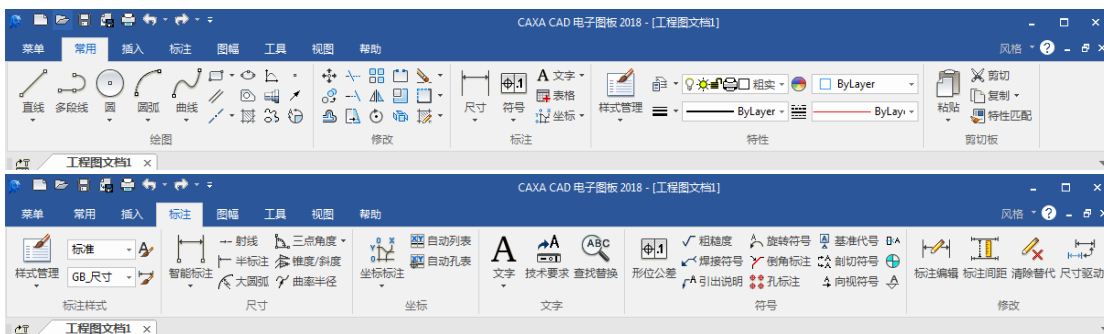 CAXA CAD 电子图板 2018 - [工程图文档1]
菜单 常用 插入 标注 图幅 工具 视图 帮助 风格
直线 多段线 圆 圆弧 曲线 尺寸 符号 A 文字 表格 坐标 样式管理 粗实 ByLayer ByLayer ByLay 粘贴 剪切 复制 特性匹配
绘图 修改 标注 特性 剪切板
工程图文档1
CAXA CAD 电子图板 2018 - [工程图文档1]
菜单 常用 插入 标注 图幅 工具 视图 帮助 风格
样式管理 标准 智能标注 射线 三点角度 坐标标注 自动列表 文字 技术要求 ABC 查找替换 形位公差 粗糙度 旋转符号 基准代号 标注编辑 标注间距 清除替代 尺寸驱动
GB_尺寸 半标注 锥度/斜度 自动孔表 焊接符号 倒角标注 剖切符号
大圆弧 曲率半径 引出说明 孔标注 向视符号
标注样式 尺寸 坐标 文字 符号 修改
工程图文档1